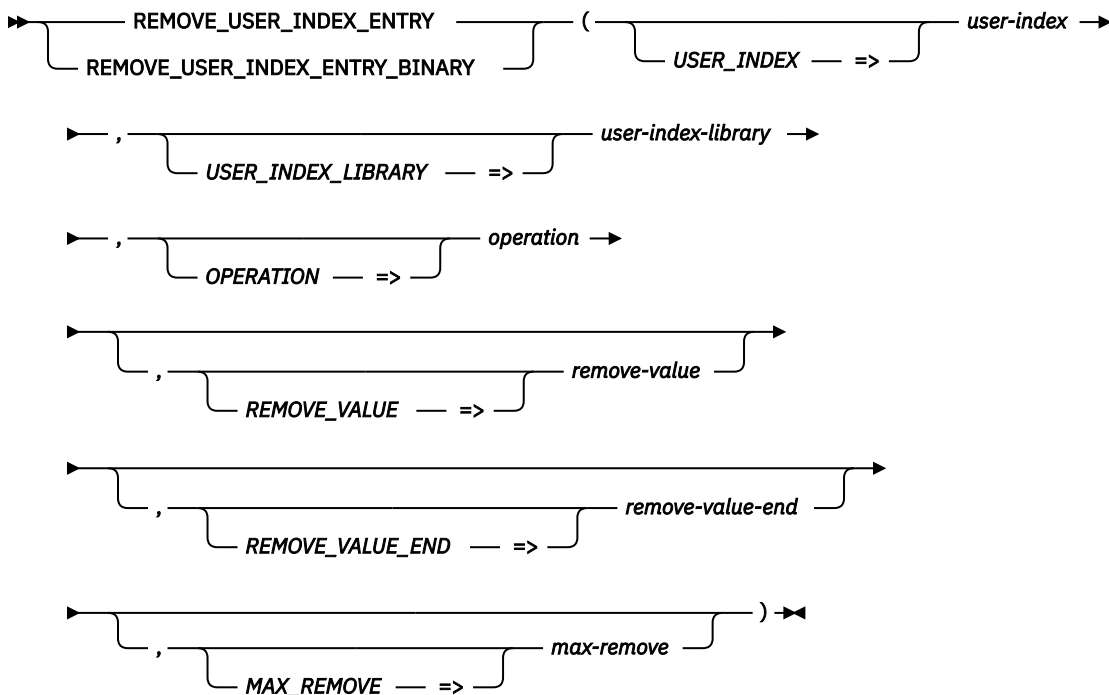 REMOVE_USER_INDEX_ENTRY ( user-index
REMOVE_USER_INDEX_ENTRY_BINARY USER_INDEX =>
, user-index-library
USER_INDEX_LIBRARY =>
, operation
OPERATION =>
, remove-value
REMOVE_VALUE =>
, remove-value-end
REMOVE_VALUE_END =>
)
, max-remove
MAX_REMOVE =>